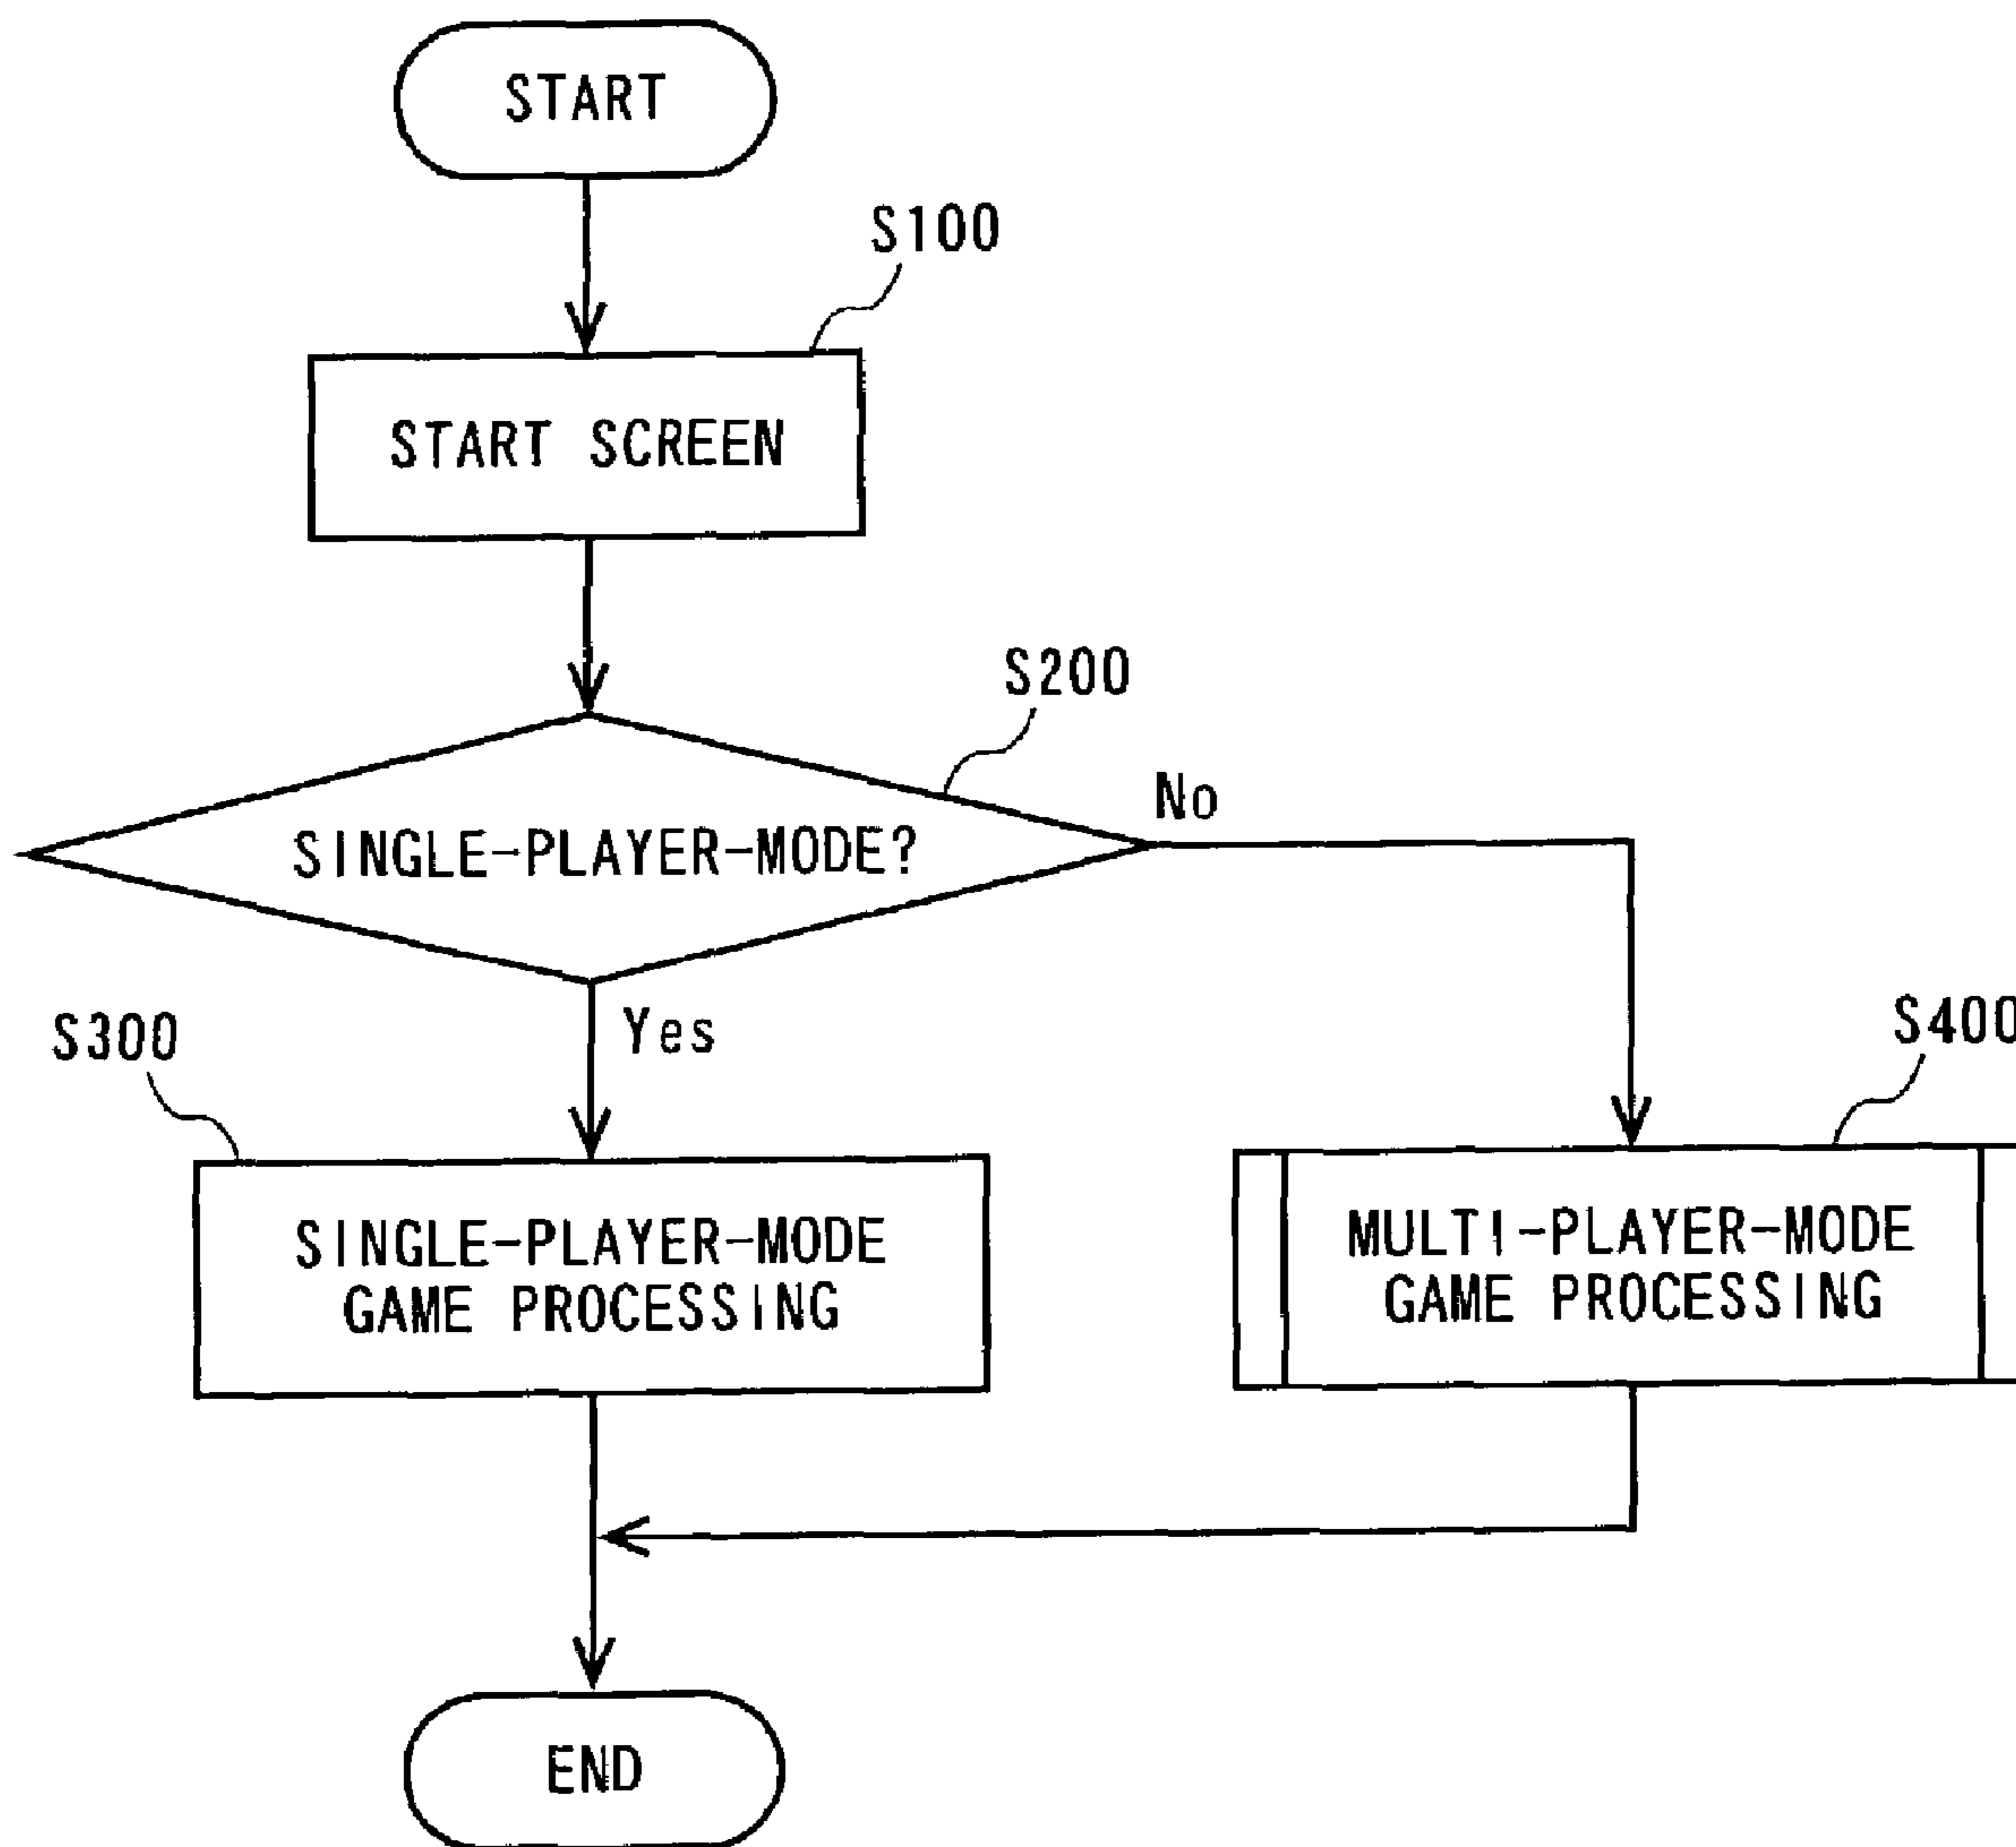 START
S100
START SCREEN
S200
SINGLE-PLAYER-MODE?
No
Yes
S300
S400
SINGLE-PLAYER-MODE
GAME PROCESSING
MULTI-PLAYER-MODE
GAME PROCESSING
END